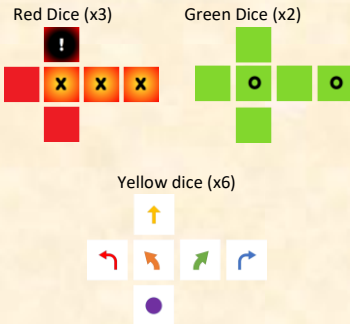 Red Dice (x3) Green Dice (x2)
!
X X X O O
Yellow dice (x6)